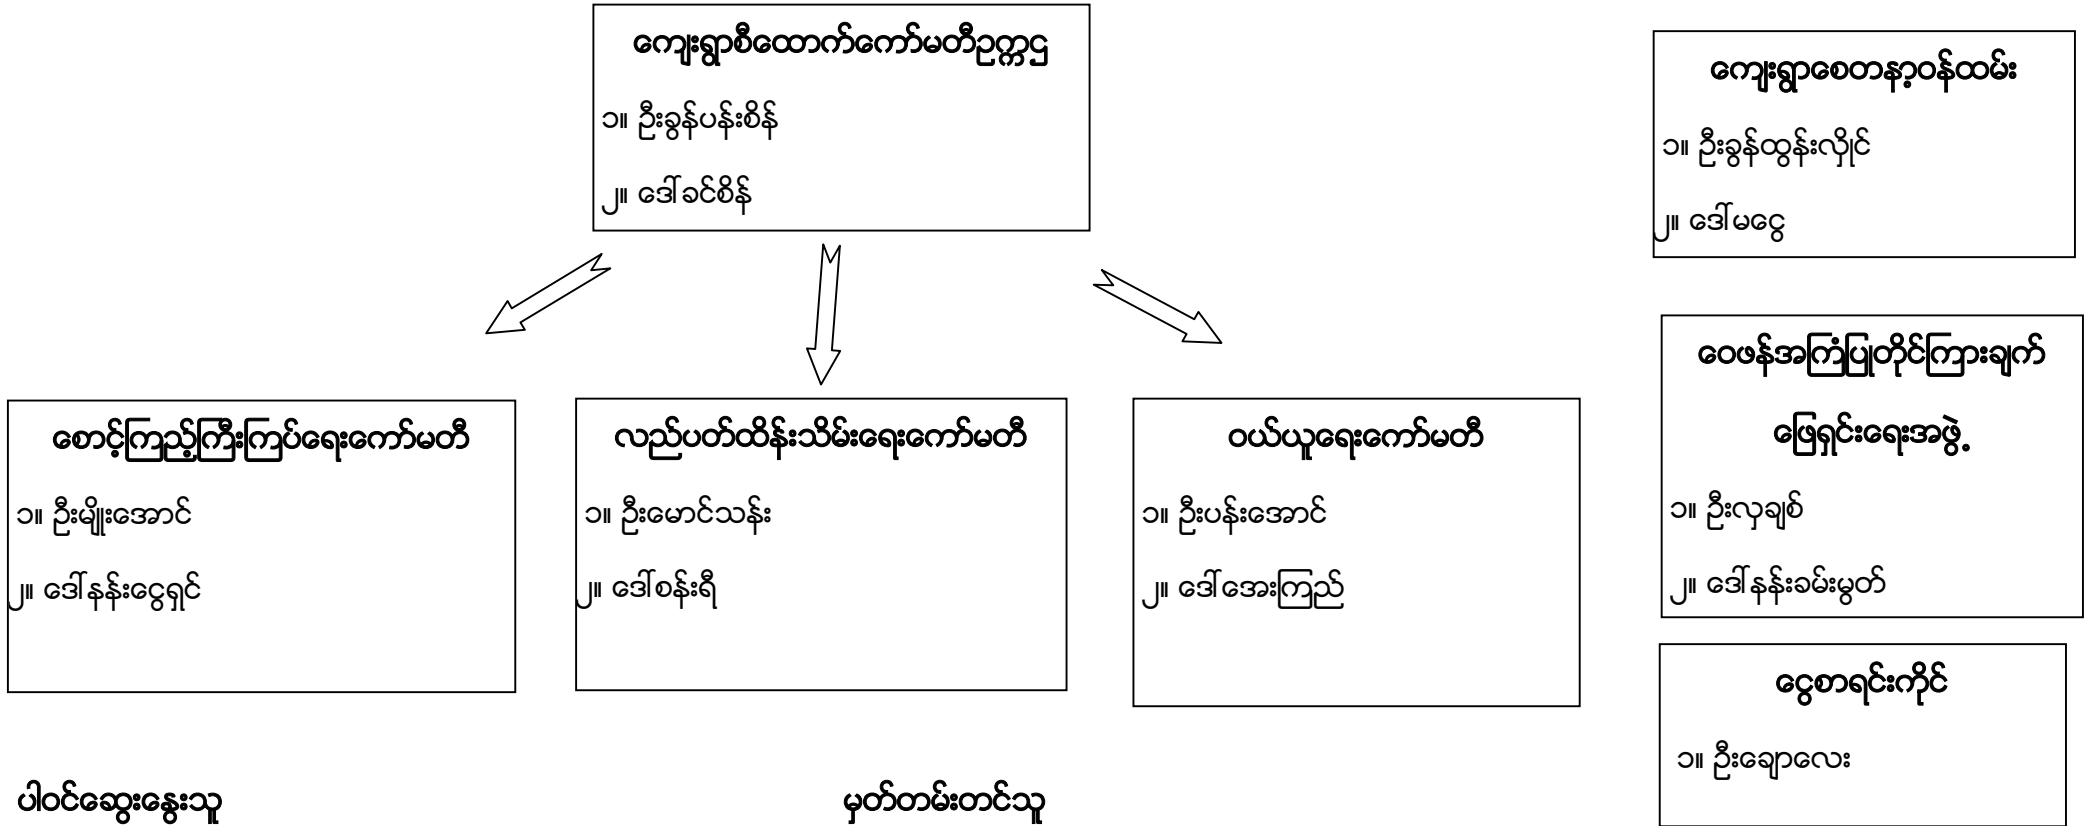 ကျေးရွာစီထောက်ကော်မတီဥက္ကဌ
၁။ ဦးခွန်ပန်းစိန်
၂။ ဒေါ်ခင်စိန်
ကျေးရွာစေတနာ့ဝန်ထမ်း
၁။ ဦးခွန်ထွန်းလှိုင်
၂။ ဒေါ်မငွေ
စောင့်ကြည့်ကြီးကြပ်ရေးကော်မတီ
၁။ ဦးမျိုးအောင်
၂။ ဒေါ်နန်းငွေရှင်
လည်ပတ်ထိန်းသိမ်းရေးကော်မတီ
၁။ ဦးမောင်သန်း
၂။ ဒေါ်စန်းရီ
ဝယ်ယူရေးကော်မတီ
၁။ ဦးပန်းအောင်
၂။ ဒေါ်အေးကြည်
ဝေဖန်အကြံပြုတိုင်ကြားချက်
ဖြေရှင်းရေးအဖွဲ့
၁။ ဦးလှချစ်
၂။ ဒေါ်နန်းခမ်းမွတ်
ငွေစာရင်းကိုင်
၁။ ဦးချောလေး
ပါဝင်ဆွေးနွေးသူ
မှတ်တမ်းတင်သူ